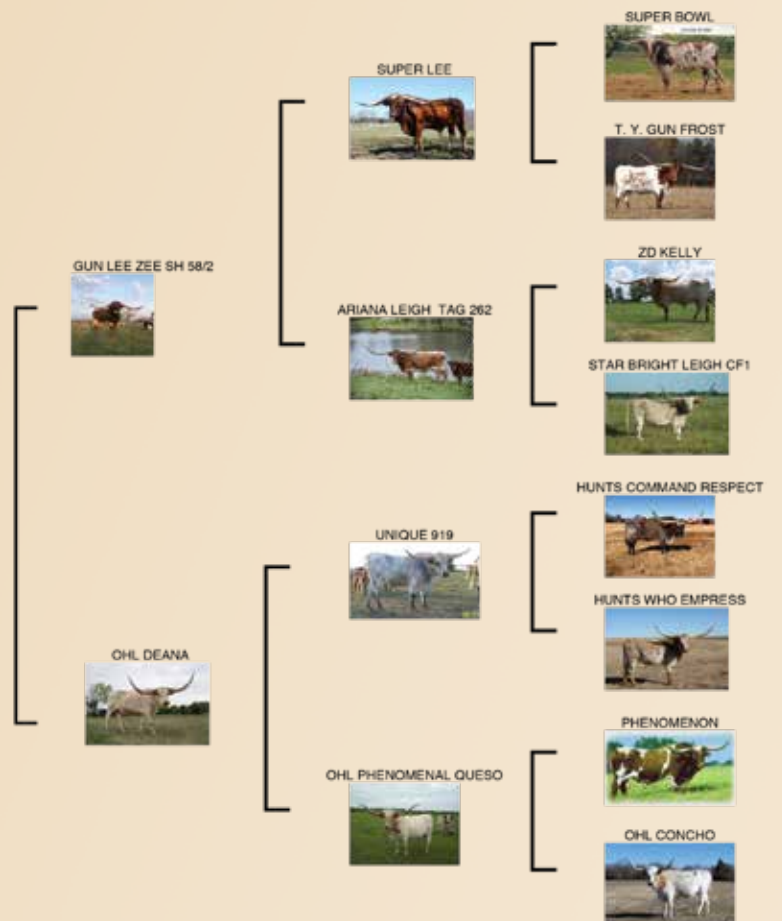 SUPER BOWL
SUPER LEE
T. Y. GUN FROST
GUN LEE ZEE SH 58/2
ZD KELLY
ARIANA LEIGH TAG 262
STAR BRIGHT LEIGH CF1
HUNTS COMMAND RESPECT
UNIQUE 919
HUNTS WHO EMPRESS
OHL DEANA
PHENOMENON
OHL PHENOMENAL QUESO
OHL CONCHO